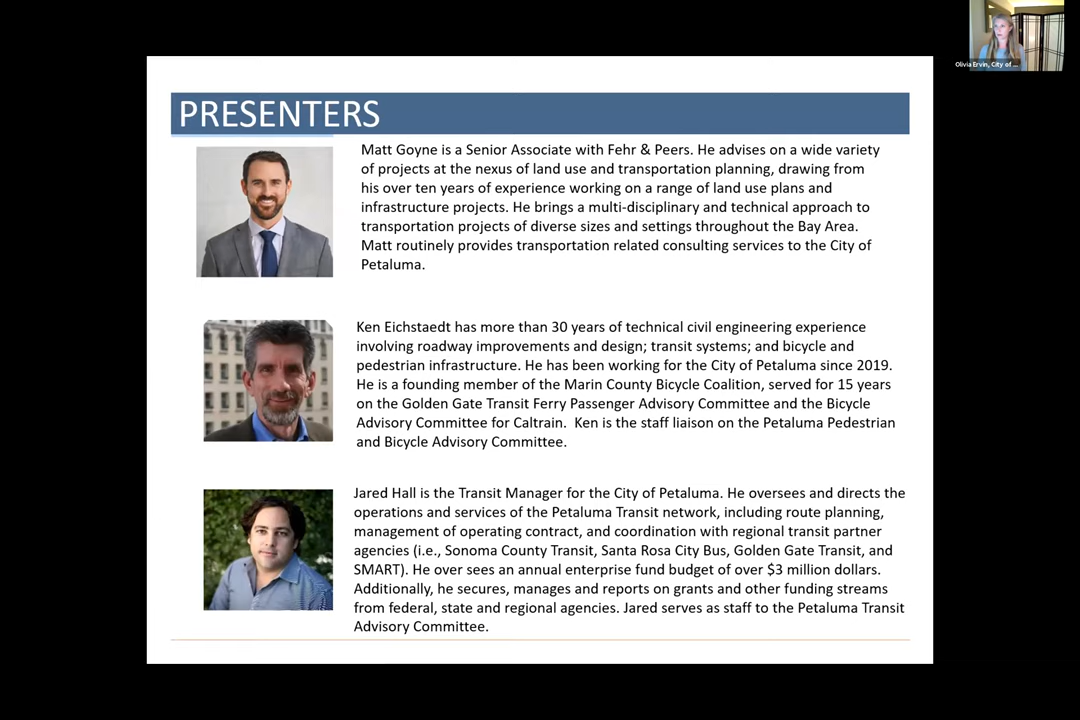 Olivia Ervin, City of ...
PRESENTERS
Matt Goyne is a Senior Associate with Fehr & Peers. He advises on a wide variety
of projects at the nexus of land use and transportation planning, drawing from
his over ten years of experience working on a range of land use plans and
infrastructure projects. He brings a multi-disciplinary and technical approach to
transportation projects of diverse sizes and settings throughout the Bay Area.
Matt routinely provides transportation related consulting services to the City of
Petaluma.
Ken Eichstaedt has more than 30 years of technical civil engineering experience
involving roadway improvements and design; transit systems; and bicycle and
pedestrian infrastructure. He has been working for the City of Petaluma since 2019.
He is a founding member of the Marin County Bicycle Coalition, served for 15 years
on the Golden Gate Transit Ferry Passenger Advisory Committee and the Bicycle
Advisory Committee for Caltrain.  Ken is the staff liaison on the Petaluma Pedestrian
and Bicycle Advisory Committee.
Jared Hall is the Transit Manager for the City of Petaluma. He oversees and directs the
operations and services of the Petaluma Transit network, including route planning,
management of operating contract, and coordination with regional transit partner
agencies (i.e., Sonoma County Transit, Santa Rosa City Bus, Golden Gate Transit, and
SMART). He over sees an annual enterprise fund budget of over $3 million dollars.
Additionally, he secures, manages and reports on grants and other funding streams
from federal, state and regional agencies. Jared serves as staff to the Petaluma Transit
Advisory Committee.